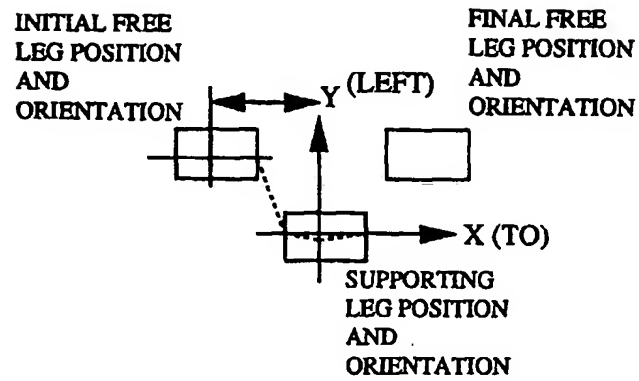 INITIAL FREE
LEG POSITION
AND
ORIENTATION
FINAL FREE
LEG POSITION
AND
ORIENTATION
Y (LEFT)
X (TO)
SUPPORTING
LEG POSITION
AND
ORIENTATION